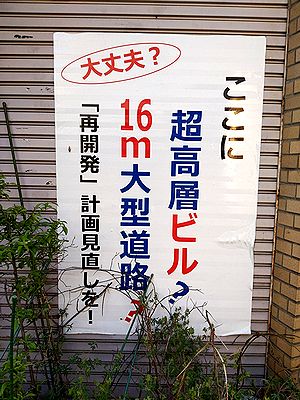 大丈夫？
ここに
超高層ビル？
16m大型道路？
「再開発」計画見直しを！